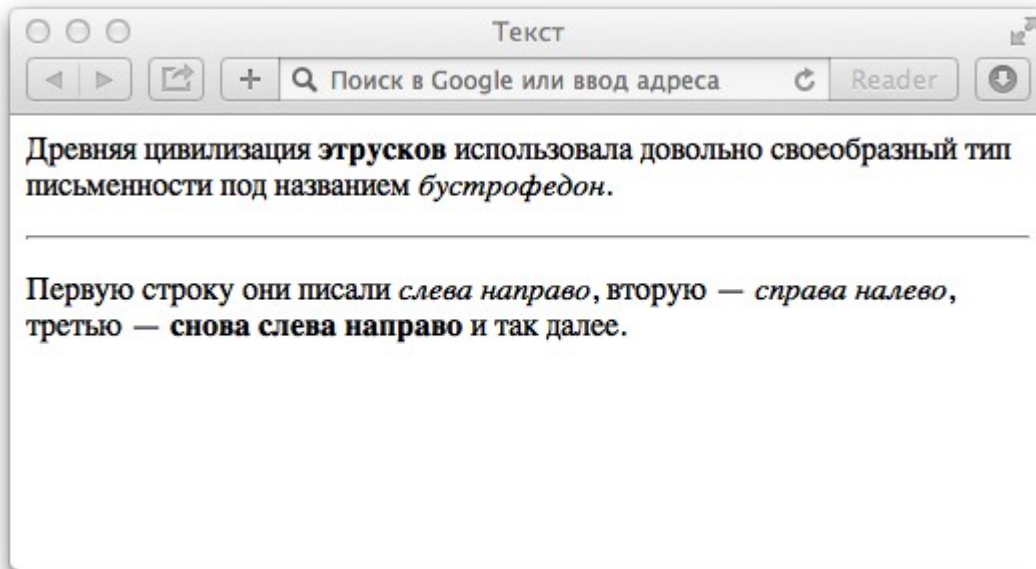 Текст
+ Поиск в Google или ввод адреса Reader
Древняя цивилизация этрусков использовала довольно своеобразный тип
письменности под названием бустрофедон.
Первую строку они писали слева направо, вторую — справа налево,
третью — снова слева направо и так далее.